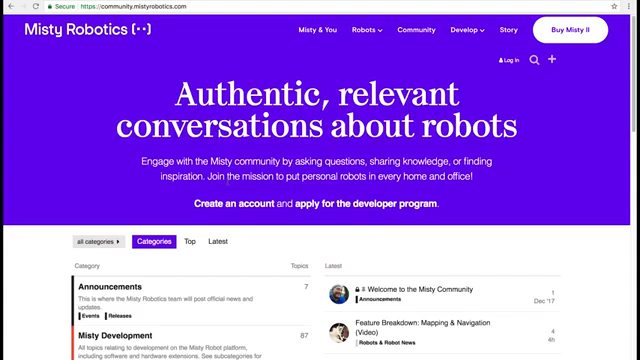 Secure https://community.mistyrobotics.com
Misty Robotics (••) Misty & You Robots Community Develop Story Buy Misty II
Log In
Authentic, relevant
conversations about robots
Engage with the Misty community by asking questions, sharing knowledge, or finding
inspiration. Join the mission to put personal robots in every home and office!
Create an account and apply for the developer program.
all categories Categories Top Latest
Category Topics
Announcements 7
This is where the Misty Robotics team will post official news and
updates.
Events Releases
Misty Development 87
All topics relating to development on the Misty Robot platform,
including software and hardware extensions. See subcategories for
Latest
Welcome to the Misty Community 1
Announcements Dec '17
Feature Breakdown: Mapping & Navigation 4
(Video) 4h
Robots & Robot News